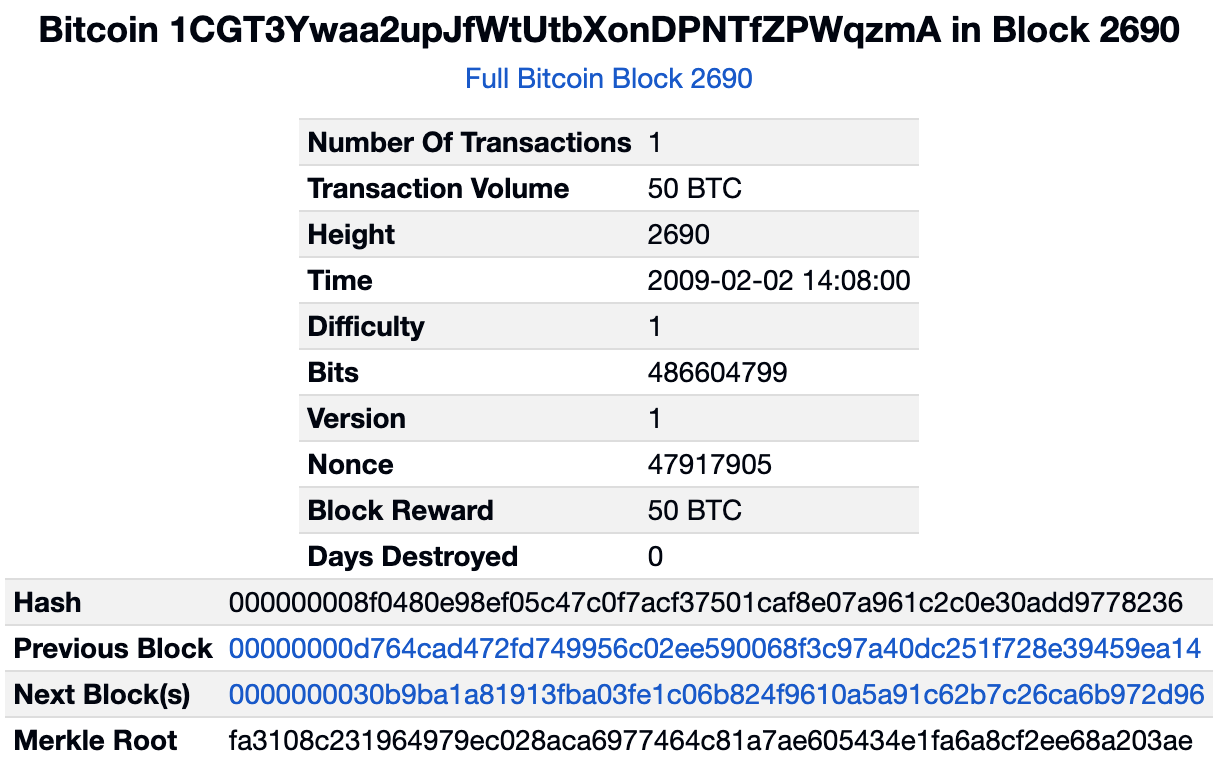 Bitcoin 1CGT3Ywaa2upJfWtUtbXonDPNTfZPWqzmA in Block 2690
Full Bitcoin Block 2690
Number Of Transactions 1
Transaction Volume 50 BTC
Height 2690
Time 2009-02-02 14:08:00
Difficulty 1
Bits 486604799
Version 1
Nonce 47917905
Block Reward 50 BTC
Days Destroyed 0
Hash 000000008f0480e98ef05c47c0f7acf37501caf8e07a961c2c0e30add9778236
Previous Block 00000000d764cad472fd749956c02ee590068f3c97a40dc251f728e39459ea14
Next Block(s) 0000000030b9ba1a81913fba03fe1c06b824f9610a5a91c62b7c26ca6b972d96
Merkle Root fa3108c231964979ec028aca6977464c81a7ae605434e1fa6a8cf2ee68a203ae